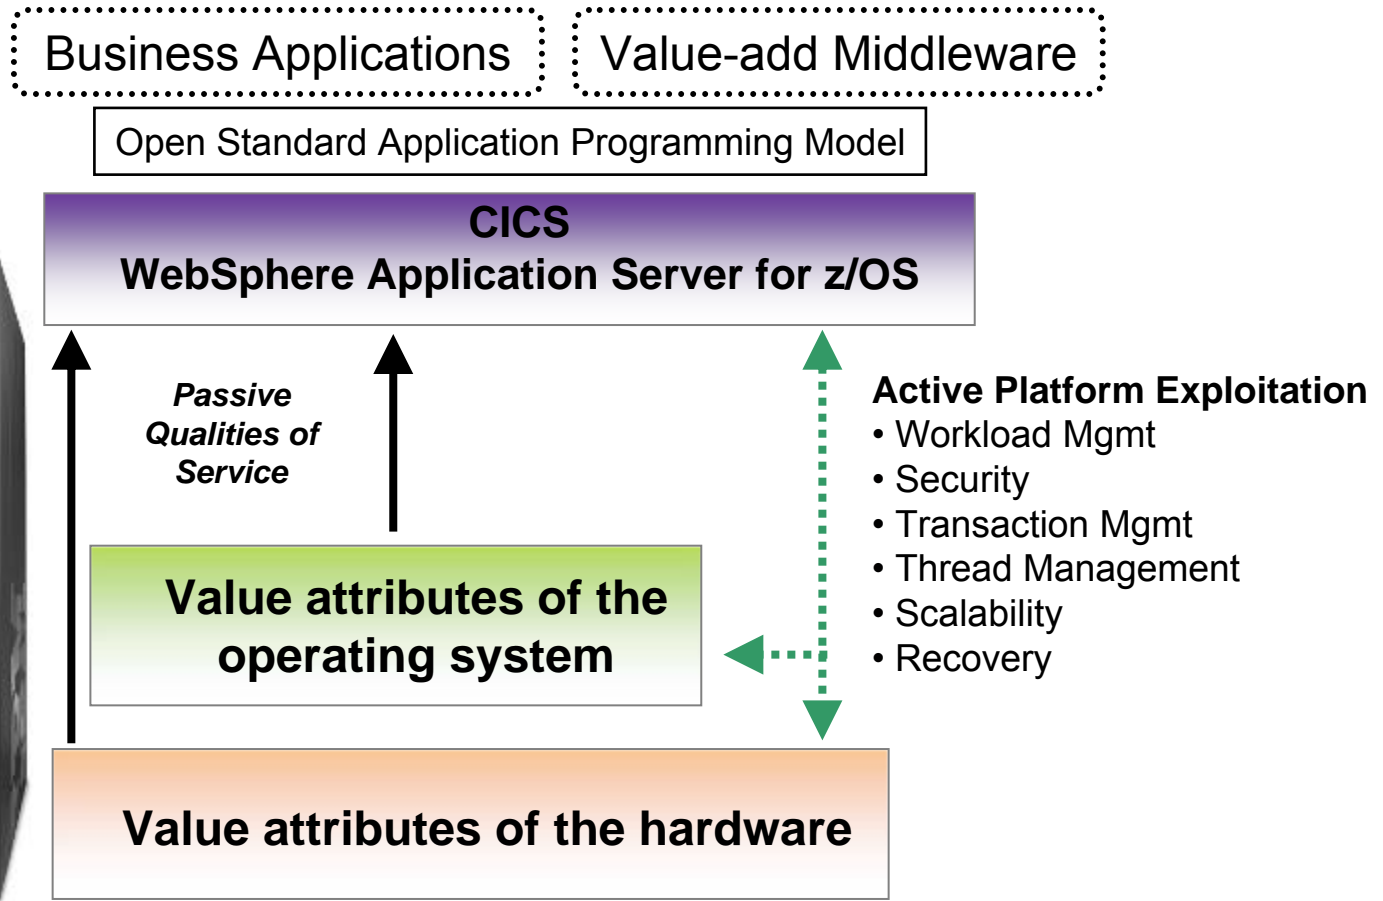 Business Applications
Value-add Middleware
Open Standard Application Programming Model
CICS
WebSphere Application Server for z/OS
Passive
Qualities of
Service
Active Platform Exploitation
• Workload Mgmt
• Security
• Transaction Mgmt
• Thread Management
• Scalability
• Recovery
Value attributes of the
operating system
Value attributes of the hardware